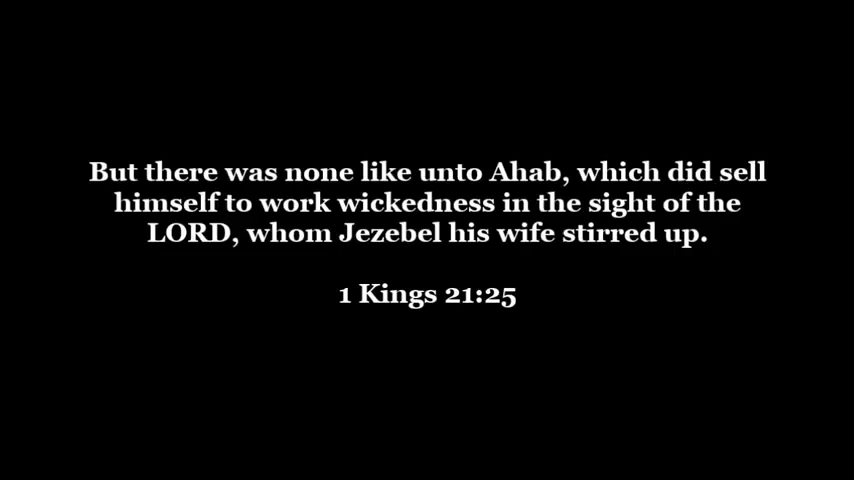 But there was none like unto Ahab, which did sell
himself to work wickedness in the sight of the
LORD, whom Jezebel his wife stirred up.
1 Kings 21:25